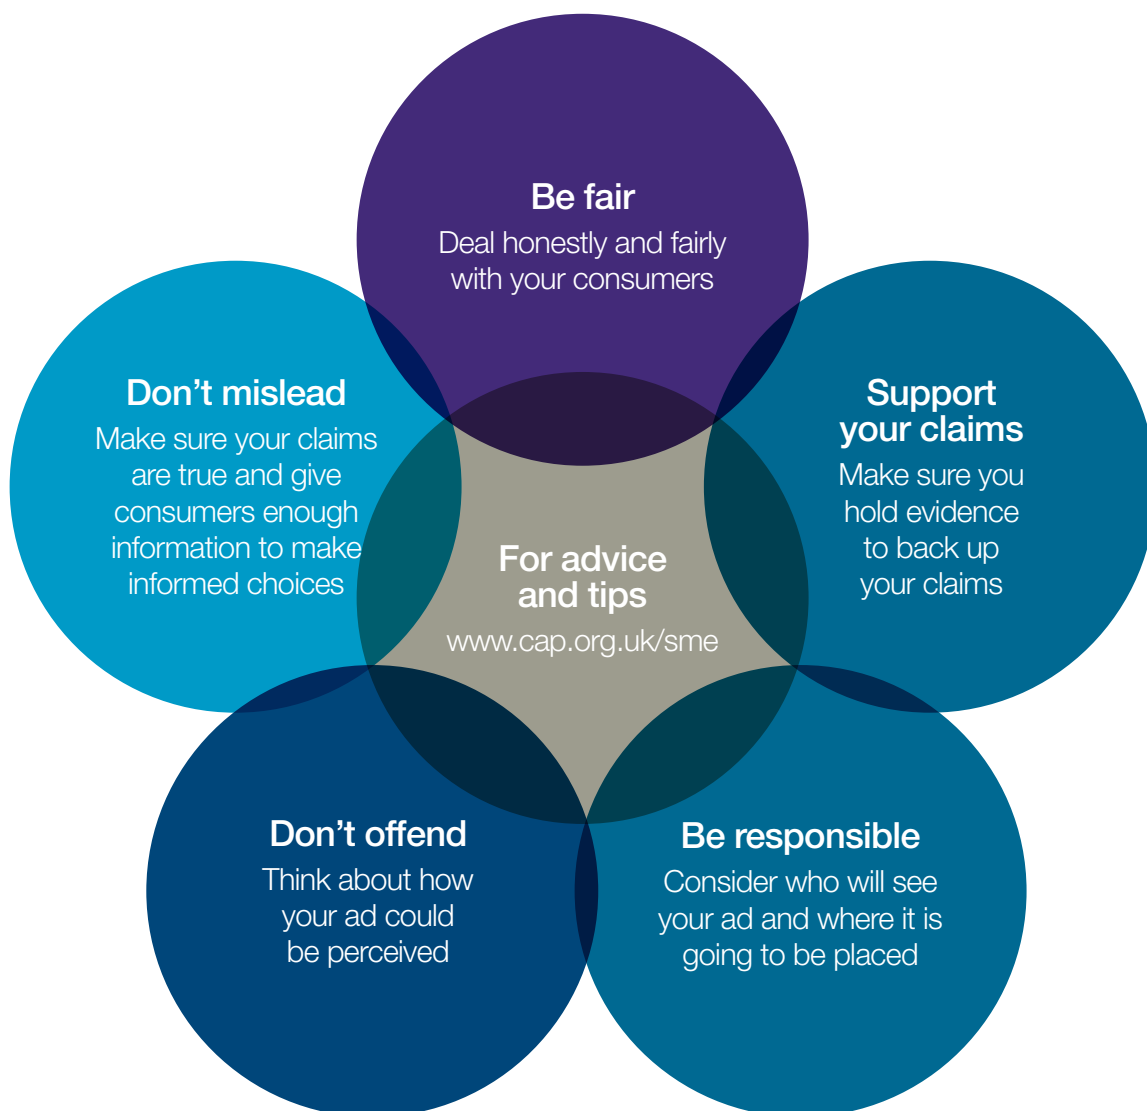 Be fair
Deal honestly and fairly
with your consumers
Don't mislead
Make sure your claims
are true and give
consumers enough
information to make
informed choices
Support
your claims
Make sure you
hold evidence
to back up
your claims
For advice
and tips
www.cap.org.uk/sme
Don't offend
Think about how
your ad could
be perceived
Be responsible
Consider who will see
your ad and where it is
going to be placed